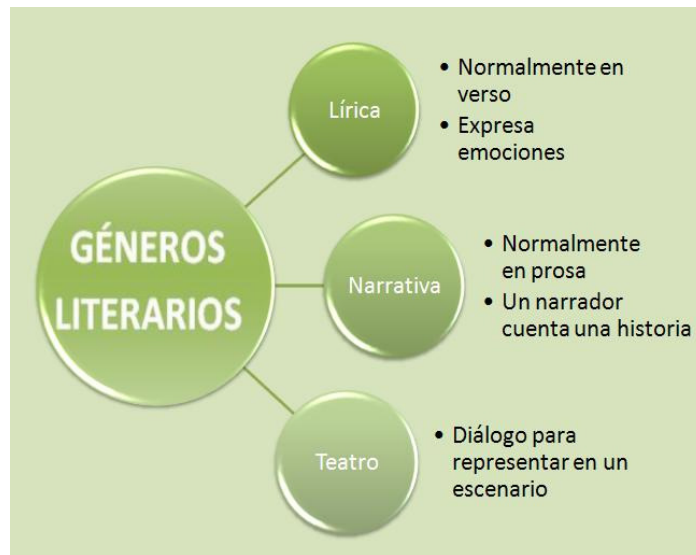 GÉNEROS
LITERARIOS
Lírica
• Normalmente en
verso
• Expresa
emociones
Narrativa
• Normalmente
en prosa
• Un narrador
cuenta una historia
Teatro
• Diálogo para
representar en un
escenario